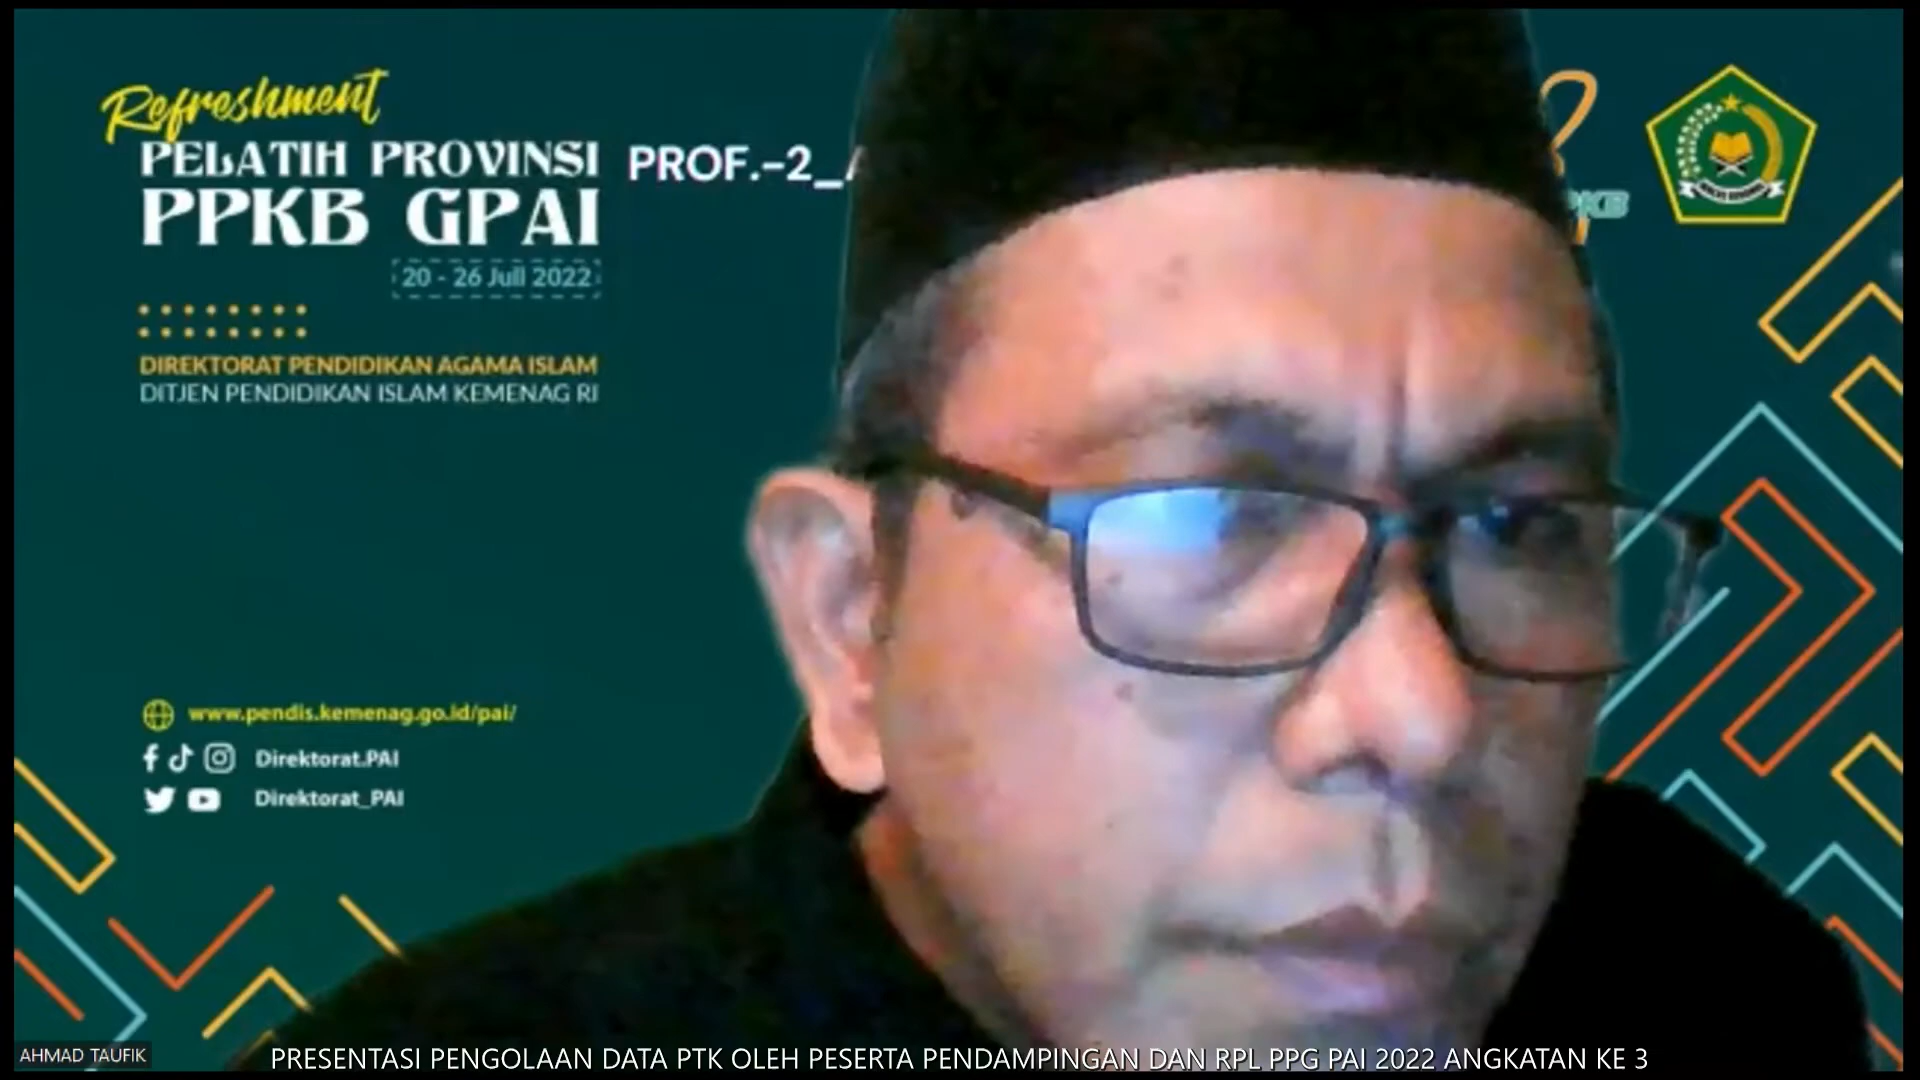 Refreshment
PELATIH PROVINSI
PPKB GPAI
20 - 26 Juli 2022
DIREKTORAT PENDIDIKAN AGAMA ISLAM
DITJEN PENDIDIKAN ISLAM KEMENAG RI
PROF.-2_
PKB
www.pendis.kemenag.go.id/pai/
Direktorat.PAI
Direktorat_PAI
AHMAD TAUFIK
PRESENTASI PENGOLAAN DATA PTK OLEH PESERTA PENDAMPINGAN DAN RPL PPG PAI 2022 ANGKATAN KE 3